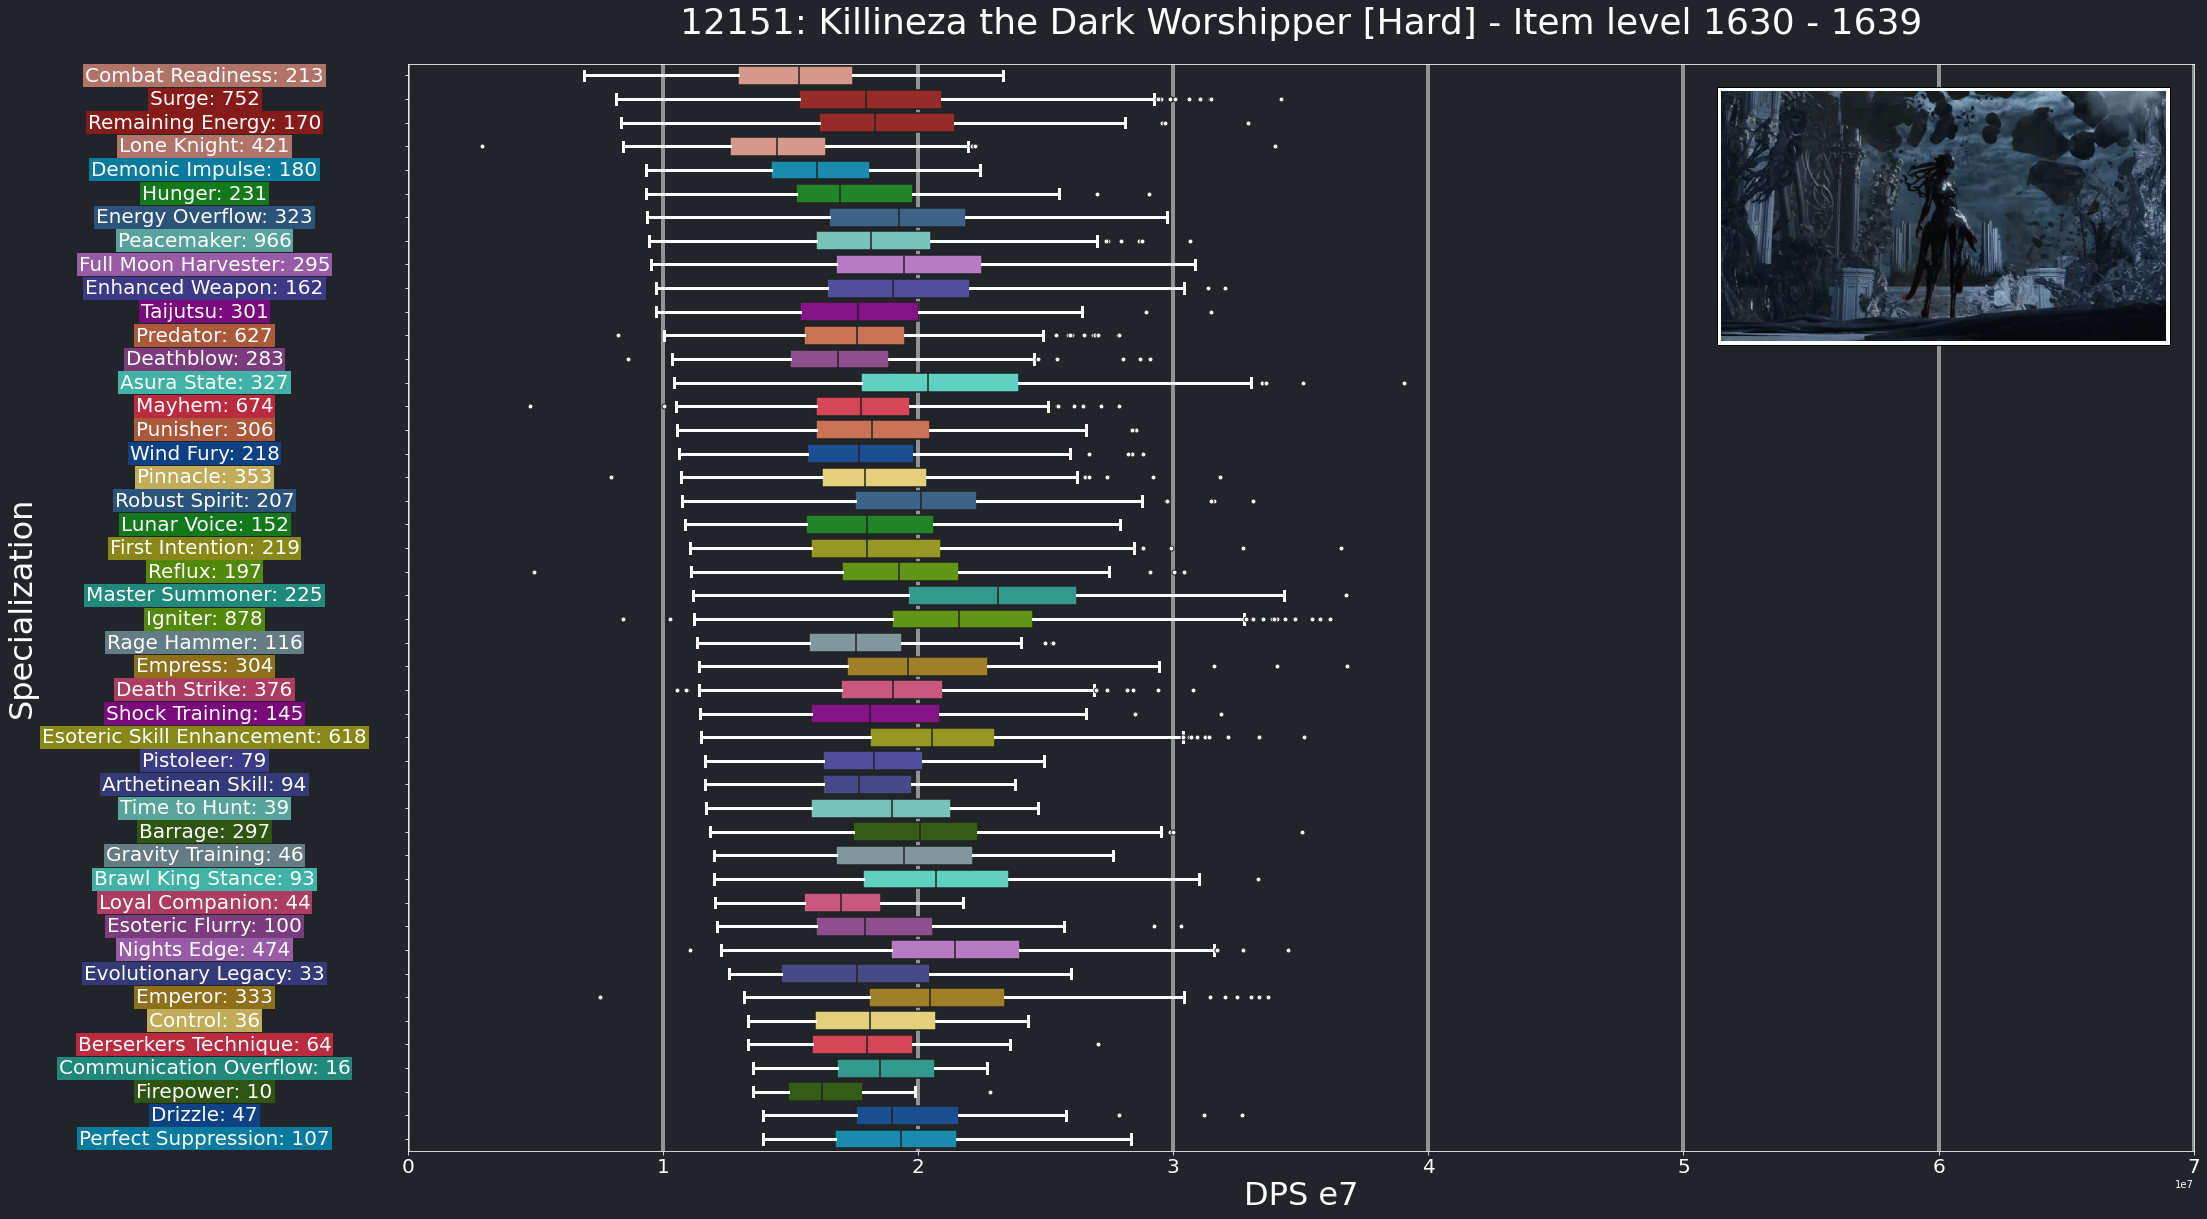 12151: Killineza the Dark Worshipper [Hard] - Item level 1630 - 1639
Specialization
Combat Readiness: 213
Surge: 752
Remaining Energy: 170
Lone Knight: 421
Demonic Impulse: 180
Hunger: 231
Energy Overflow: 323
Peacemaker: 966
Full Moon Harvester: 295
Enhanced Weapon: 162
Taijutsu: 301
Predator: 627
Deathblow: 283
Asura State: 327
Mayhem: 674
Punisher: 306
Wind Fury: 218
Pinnacle: 353
Robust Spirit: 207
Lunar Voice: 152
First Intention: 219
Reflux: 197
Master Summoner: 225
Igniter: 878
Rage Hammer: 116
Empress: 304
Death Strike: 376
Shock Training: 145
Esoteric Skill Enhancement: 618
Pistoleer: 79
Arthetinean Skill: 94
Time to Hunt: 39
Barrage: 297
Gravity Training: 46
Brawl King Stance: 93
Loyal Companion: 44
Esoteric Flurry: 100
Nights Edge: 474
Evolutionary Legacy: 33
Emperor: 333
Control: 36
Berserkers Technique: 64
Communication Overflow: 16
Firepower: 10
Drizzle: 47
Perfect Suppression: 107
0 1 2 3 4 5 6 7
1e7
DPS e7